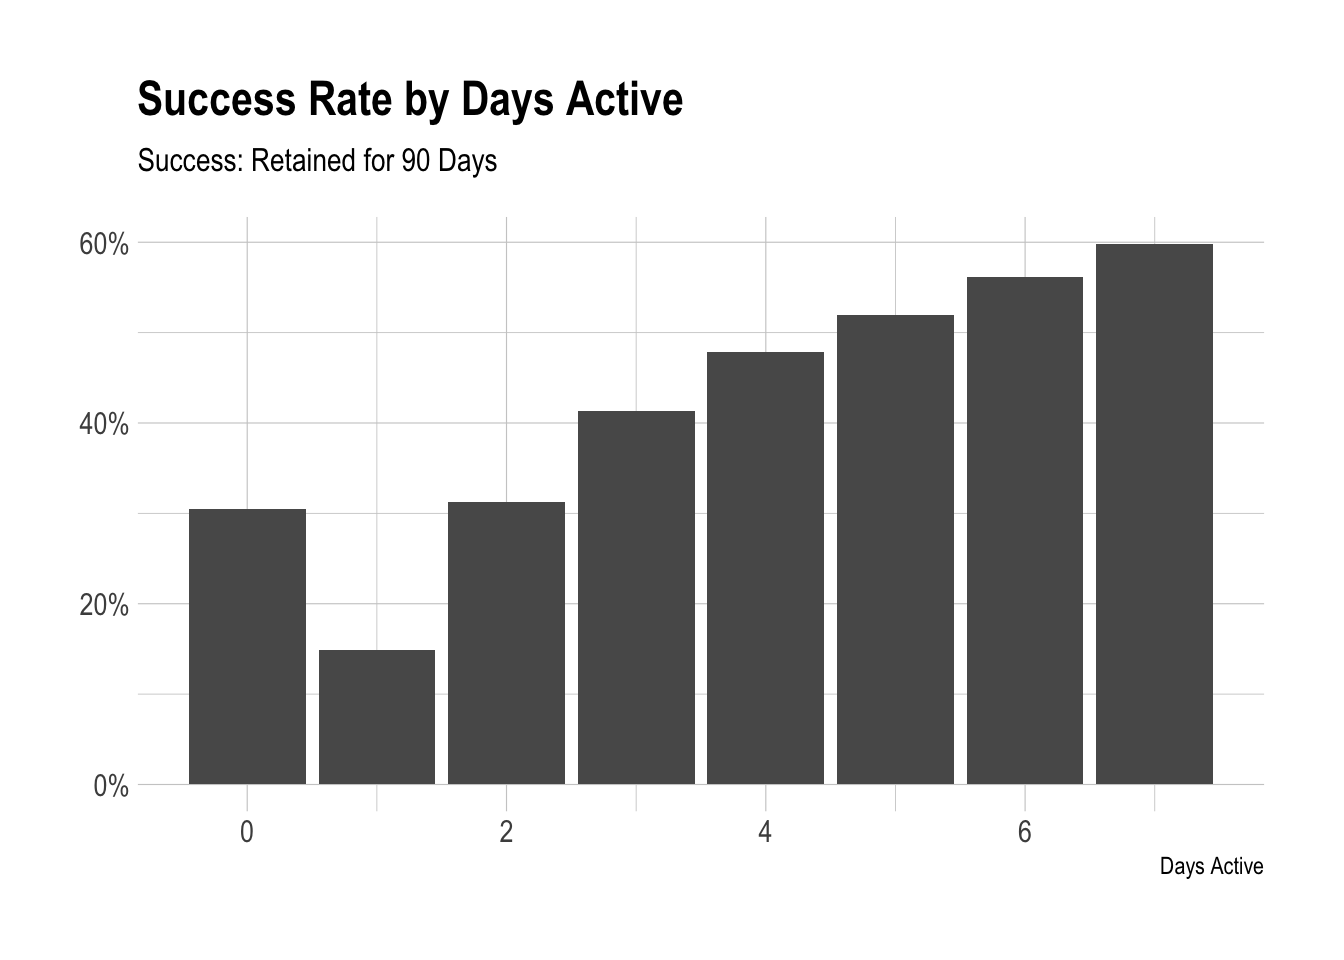 Success Rate by Days Active
Success: Retained for 90 Days
60%
40%
20%
0%
0 2 4 6
Days Active